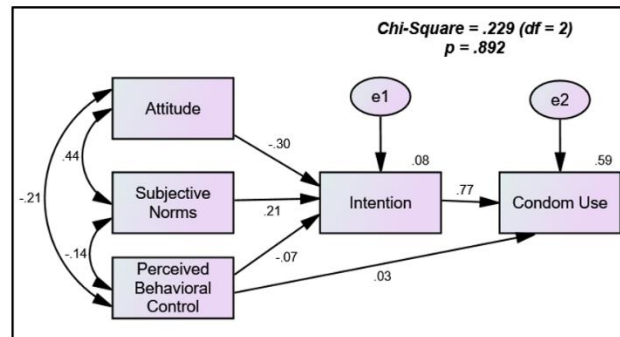 Chi-Square = .229 (df = 2)
p = .892
e1
e2
Attitude
-.30
.08
.59
.44
-.21
Subjective
Norms
.21
Intention
.77
Condom Use
-.14
-.07
Perceived
Behavioral
Control
.03